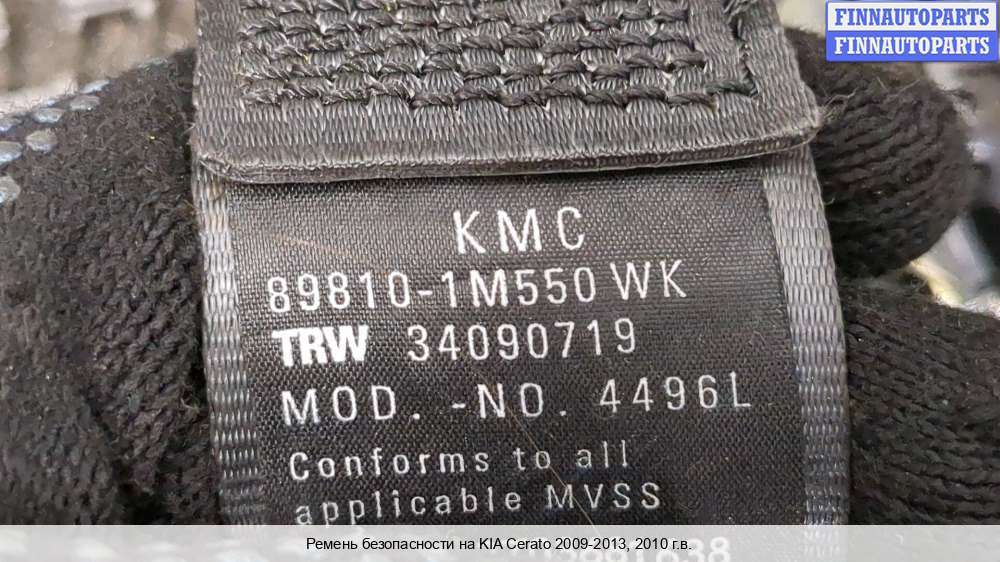 FINNAUTOPARTS
FINNAUTOPARTS
KMC
89810-1M550 WK
TRW 34090719
MOD. -NO. 4496L
Conforms to all
applicable MVSS
Ремень безопасности на KIA Cerato 2009-2013, 2010 г.в.